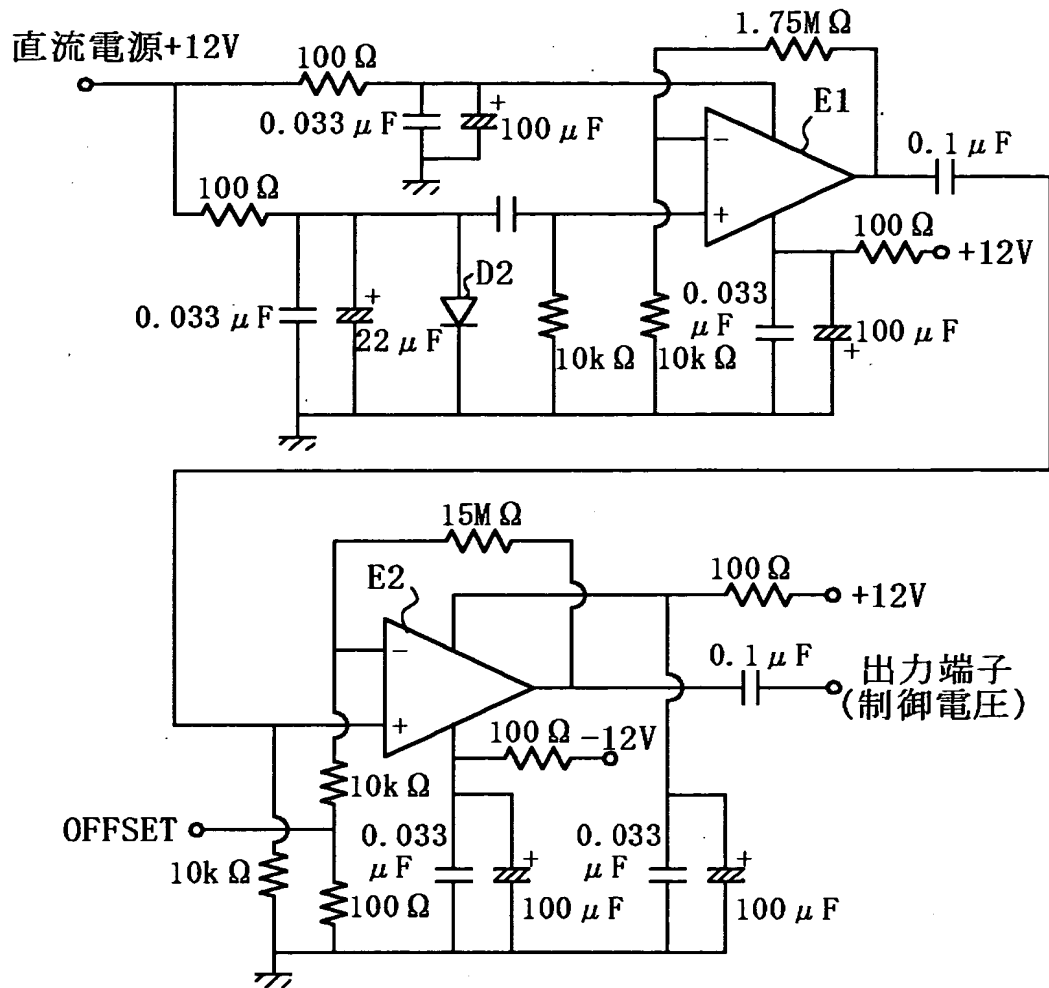 直流電源+12V
100Ω
0.033μF
100μF
+
1.75MΩ
E1
0.1μF
100Ω
D2
−
+
100Ω
+12V
0.033μF
+
22μF
10kΩ
10kΩ
0.033
μF
100μF
+
15MΩ
E2
100Ω
+12V
−
+
0.1μF
出力端子
(制御電圧)
100Ω
-12V
10kΩ
OFFSET
10kΩ
100Ω
0.033
μF
+
100μF
0.033
μF
+
100μF